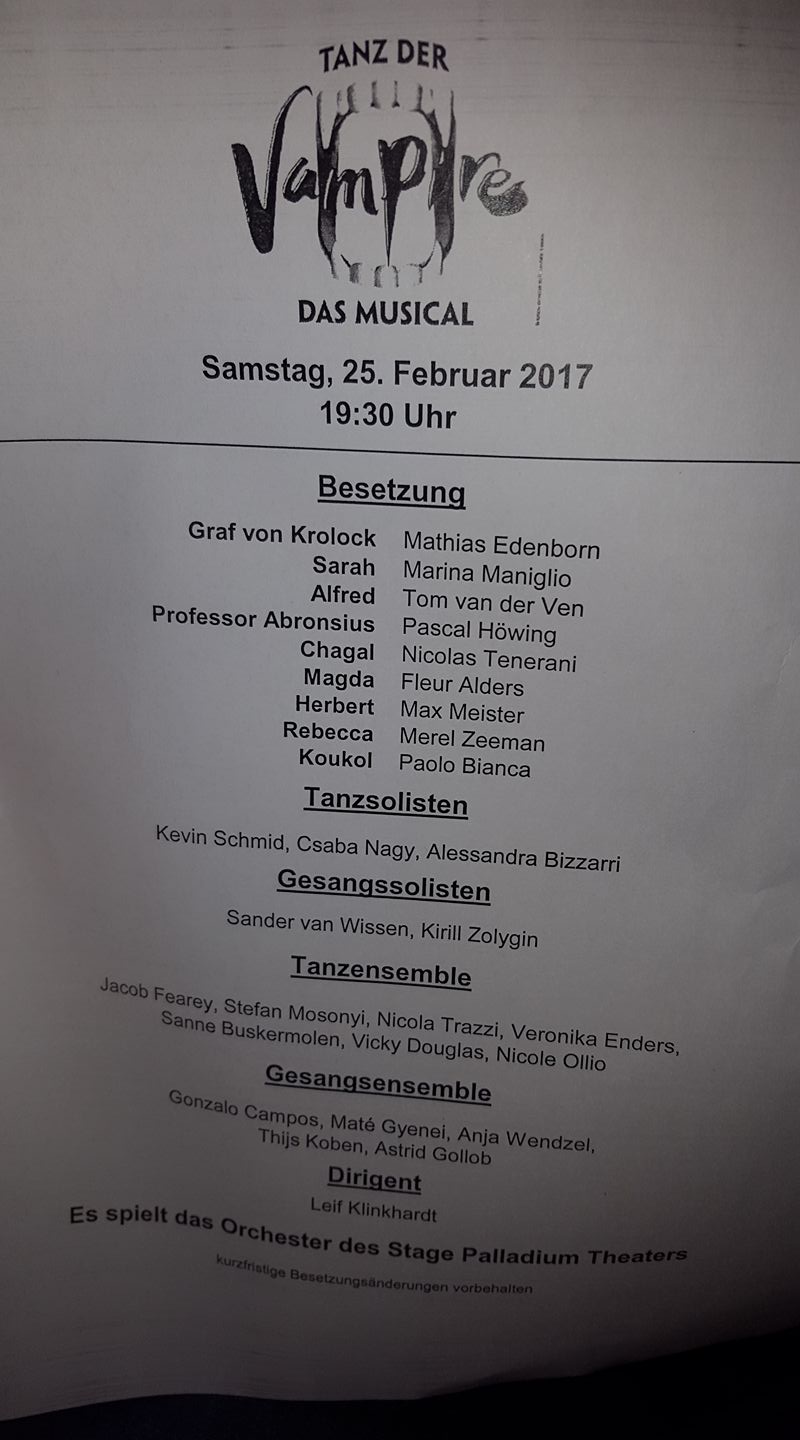 TANZ DER
Vampire
DAS MUSICAL
Samstag, 25. Februar 2017
19:30 Uhr
Besetzung
Graf von Krolock Mathias Edenborn
Sarah Marina Maniglio
Alfred Tom van der Ven
Professor Abronsius Pascal Höwing
Chagal Nicolas Tenerani
Magda Fleur Alders
Herbert Max Meister
Rebecca Merel Zeeman
Koukol Paolo Bianca
Tanzsolisten
Kevin Schmid, Csaba Nagy, Alessandra Bizzarri
Gesangssolisten
Sander van Wissen, Kirill Zolygin
Tanzensemble
Jacob Fearey, Stefan Mosonyi, Nicola Trazzi, Veronika Enders,
Sanne Buskermolen, Vicky Douglas, Nicole Ollio
Gesangsensemble
Gonzalo Campos, Maté Gyenei, Anja Wendzel,
Thijs Koben, Astrid Gollob
Dirigent
Leif Klinkhardt
Es spielt das Orchester des Stage Palladium Theaters
kurzfristige Besetzungsänderungen vorbehalten